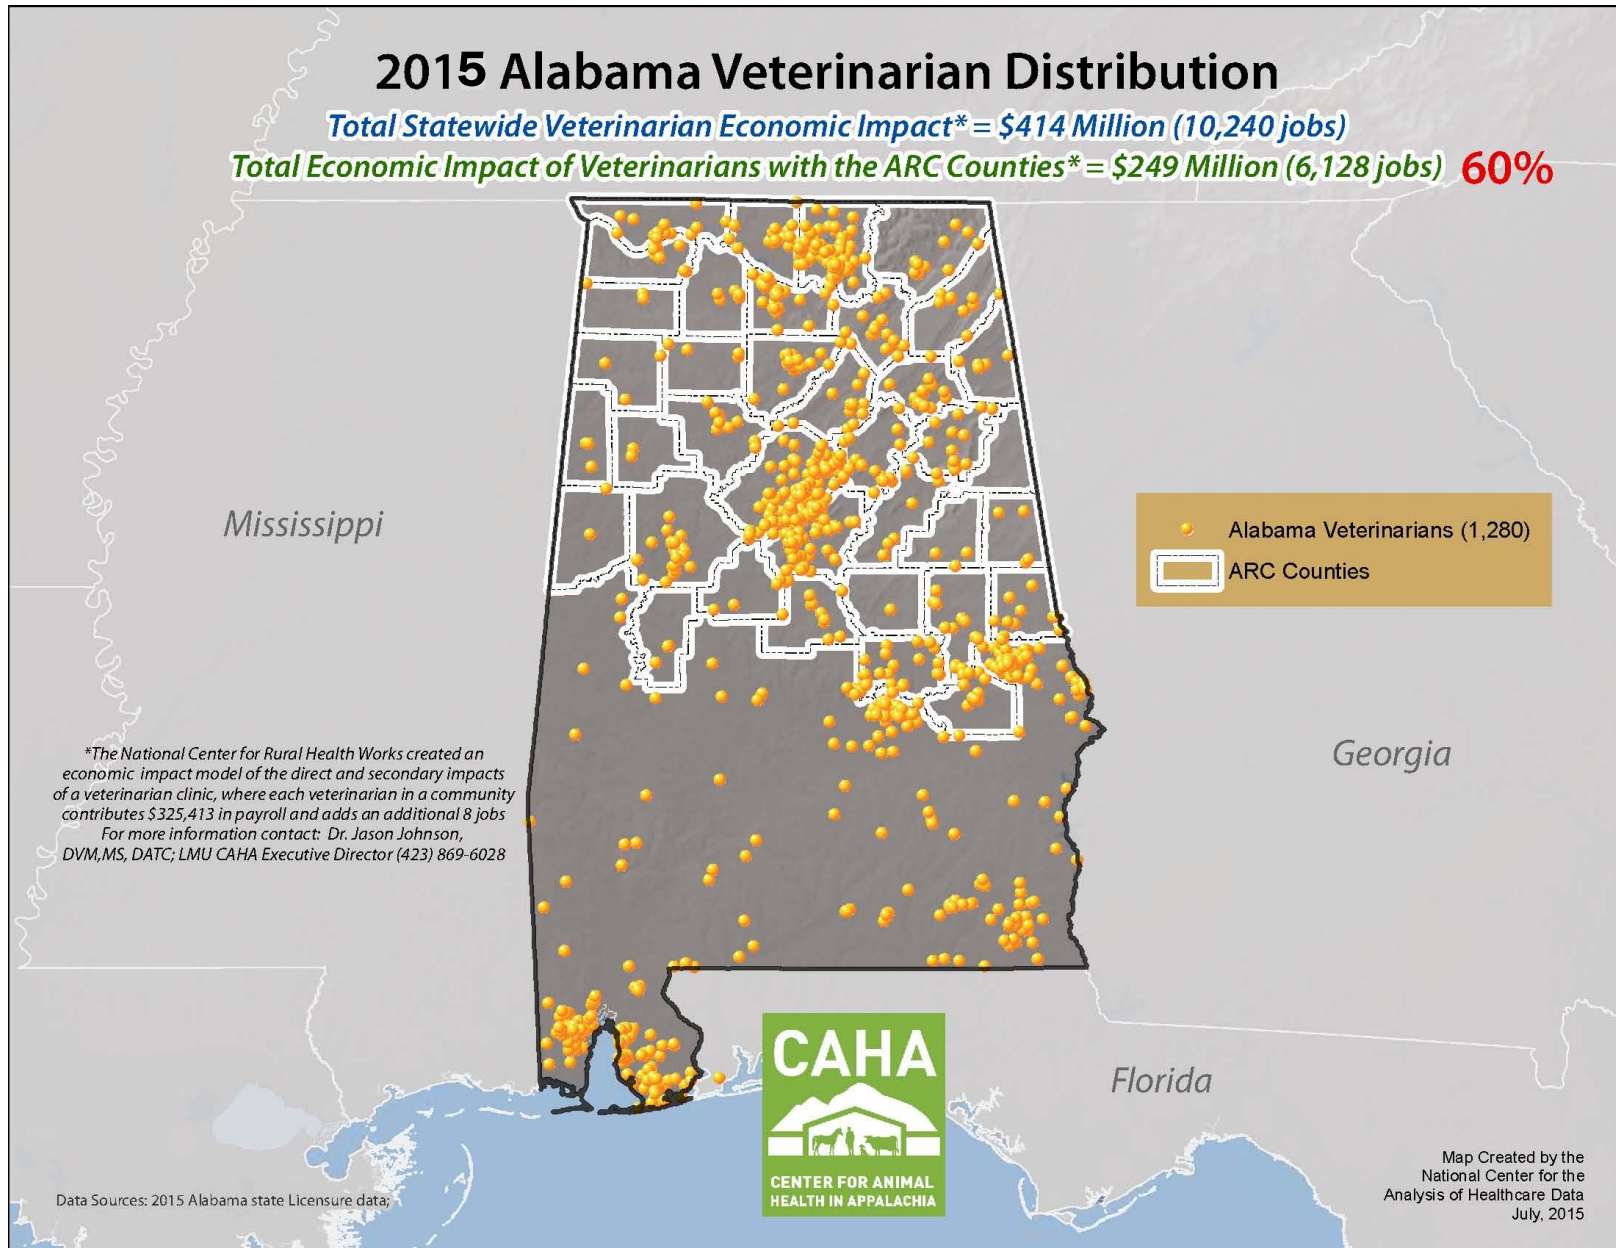 2015 Alabama Veterinarian Distribution
Total Statewide Veterinarian Economic Impact* = $414 Million (10,240 jobs)
Total Economic Impact of Veterinarians with the ARC Counties* = $249 Million (6,128 jobs) 60%
Mississippi
Alabama Veterinarians (1,280)
ARC Counties
Georgia
*The National Center for Rural Health Works created an
economic impact model of the direct and secondary impacts
of a veterinarian clinic, where each veterinarian in a community
contributes $325,413 in payroll and adds an additional 8 jobs
For more information contact: Dr. Jason Johnson,
DVM,MS, DATC; LMU CAHA Executive Director (423) 869-6028
CAHA
CENTER FOR ANIMAL
HEALTH IN APPALACHIA
Florida
Data Sources: 2015 Alabama state Licensure data;
Map Created by the
National Center for the
Analysis of Healthcare Data
July, 2015